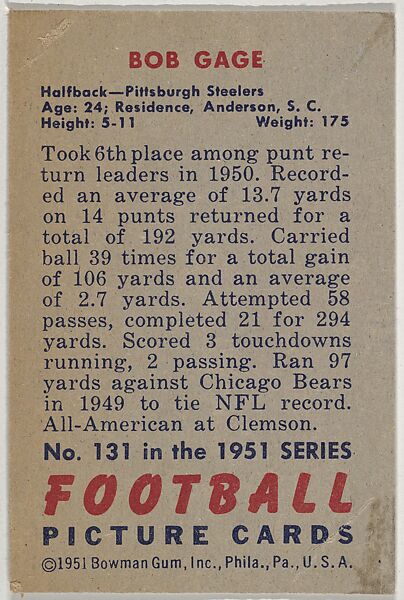 BOB GAGE
Halfback—Pittsburgh Steelers
Age: 24; Residence, Anderson, S. C.
Height: 5-11 Weight: 175
Took 6th place among punt re-
turn leaders in 1950. Record-
ed an average of 13.7 yards
on 14 punts returned for a
total of 192 yards. Carried
ball 39 times for a total gain
of 106 yards and an average
of 2.7 yards. Attempted 58
passes, completed 21 for 294
yards. Scored 3 touchdowns
running, 2 passing. Ran 97
yards against Chicago Bears
in 1949 to tie NFL record.
All-American at Clemson.
No. 131 in the 1951 SERIES
FOOTBALL
PICTURE CARDS
©1951 Bowman Gum, Inc., Phila., Pa., U. S. A.